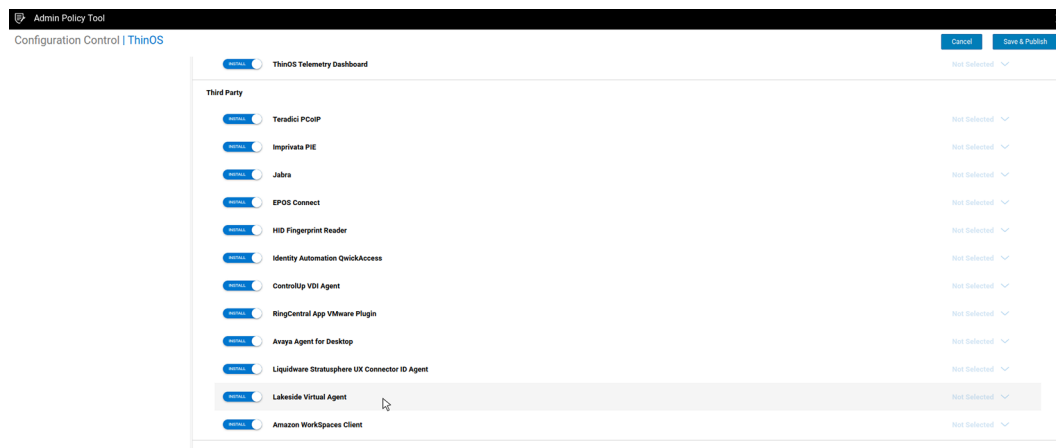 Admin Policy Tool
Configuration Control | ThinOS
Cancel
Save & Publish
INSTALL ThinOS Telemetry Dashboard Not Selected
Third Party
INSTALL Teradici PCoIP Not Selected
INSTALL Imprivata PIE Not Selected
INSTALL Jabra Not Selected
INSTALL EPOS Connect Not Selected
INSTALL HID Fingerprint Reader Not Selected
INSTALL Identity Automation QwickAccess Not Selected
INSTALL ControlUp VDI Agent Not Selected
INSTALL RingCentral App VMware Plugin Not Selected
INSTALL Avaya Agent for Desktop Not Selected
INSTALL Liquidware Stratusphere UX Connector ID Agent Not Selected
INSTALL Lakeside Virtual Agent Not Selected
INSTALL Amazon WorkSpaces Client Not Selected